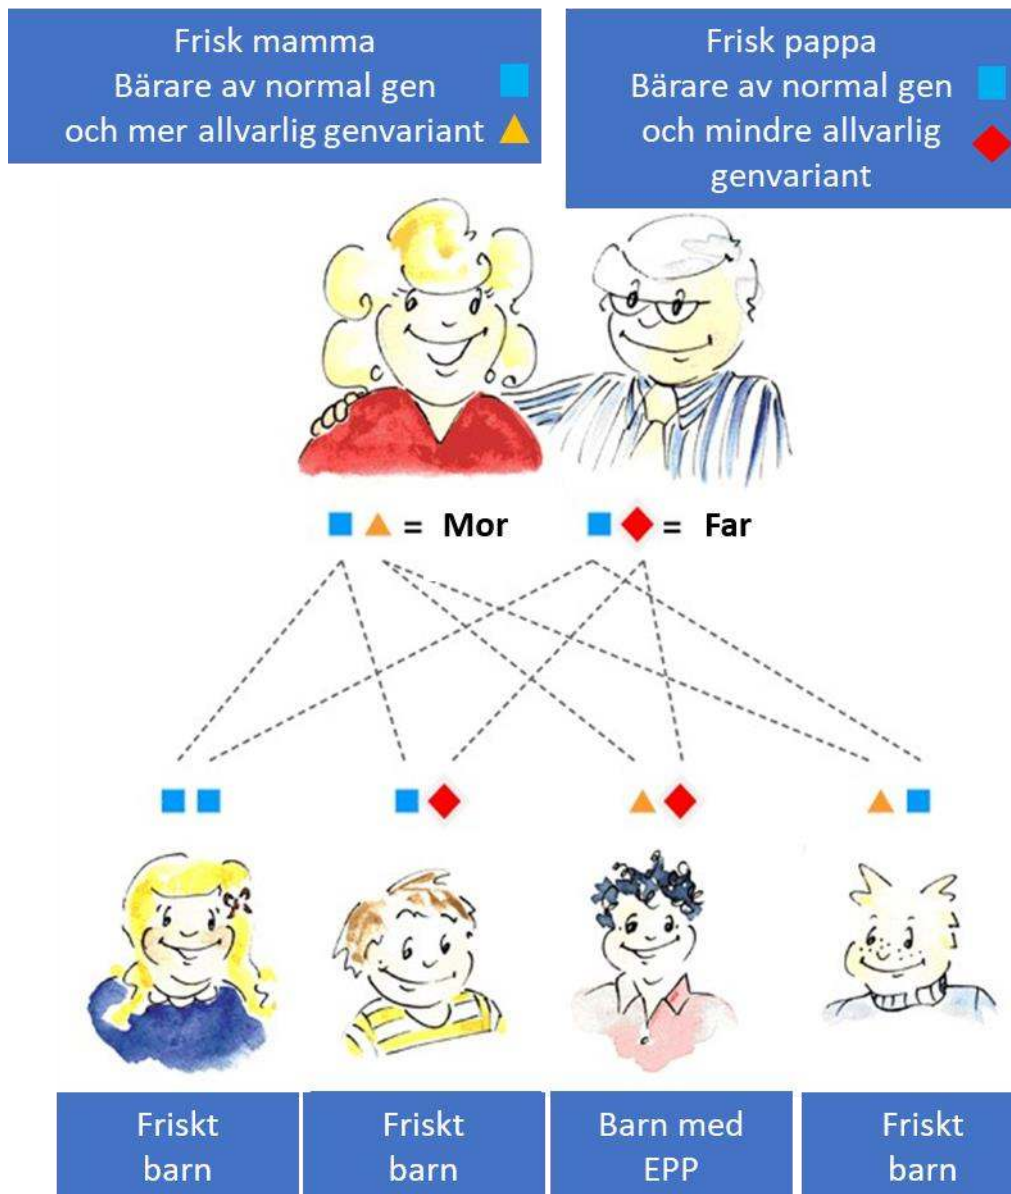 Frisk mamma
Bärare av normal gen
och mer allvarlig genvariant
Frisk pappa
Bärare av normal gen
och mindre allvarlig
genvariant
= Mor
= Far
Friskt
barn
Friskt
barn
Barn med
EPP
Friskt
barn